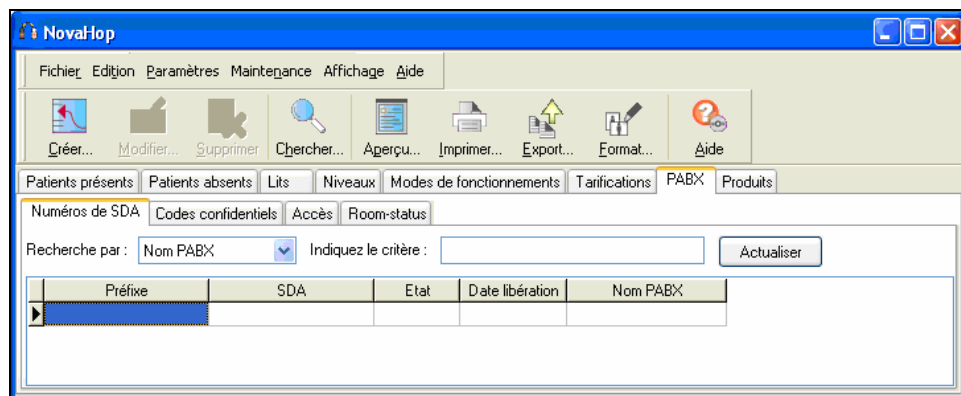 NovaHop
Fichier Edition Paramètres Maintenance Affichage Aide
Créer... Modifier... Supprimer Chercher... Aperçu... Imprimer... Export... Format... Aide
Patients présents Patients absents Lits Niveaux Modes de fonctionnements Tarifications PABX Produits
Numéros de SDA Codes confidentiels Accès Room-status
Recherche par : Nom PABX Indiquez le critère : Actualiser
Préfixe SDA Etat Date libération Nom PABX